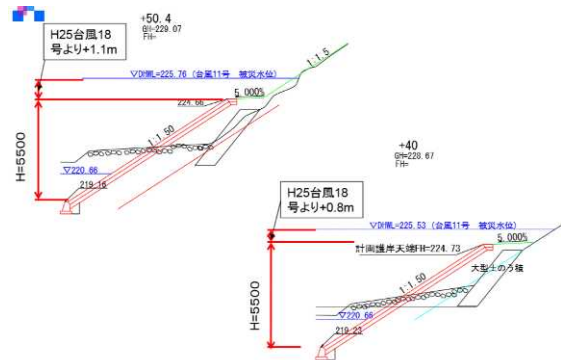 +50.4
GH=229.07
FH=
H25台風18
号より+1.1m
▽DHWL=225.76 (台風11号 被災水位)
1:1.5
5.000%
224.66
1:1.50
H=5500
▽220.66
219.16
+40
GH=228.67
FH=
H25台風18
号より+0.8m
▽DHWL=225.53 (台風11号 被災水位)
5.000%
計画護岸天端FH=224.73
大型土のう積
1:1.50
H=5500
▽220.66
219.23